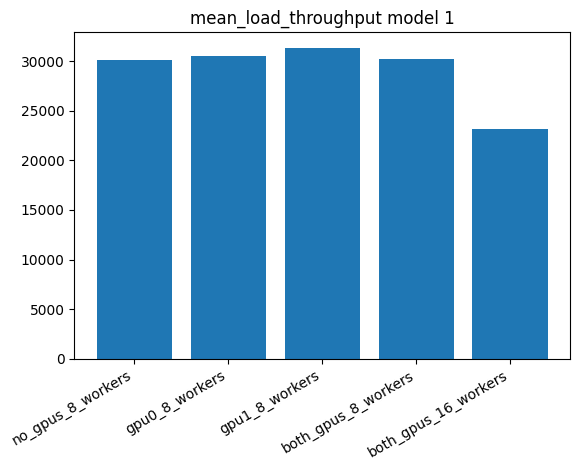 mean_load_throughput model 1
30000
25000
20000
15000
10000
5000
0
no_gpus_8_workers
gpu0_8_workers
gpu1_8_workers
both_gpus_8_workers
both_gpus_16_workers